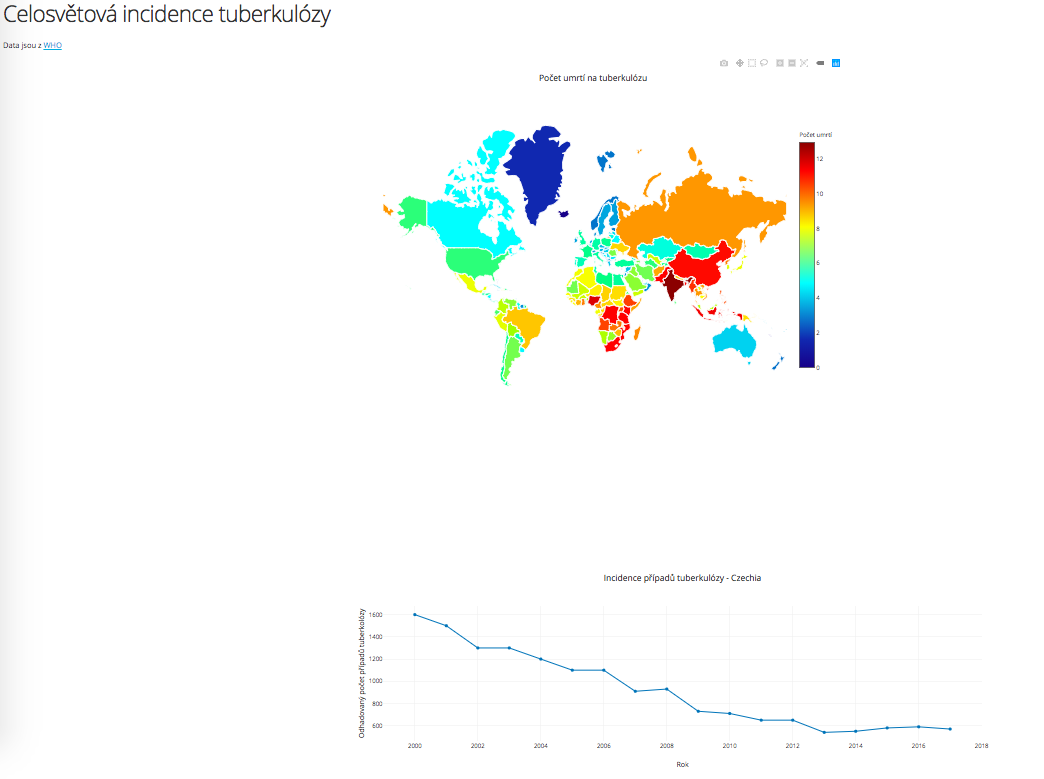 Celosvětová incidence tuberkulózy
Data jsou z WHO
Počet umrtí na tuberkulózu
Počet umrtí
12
10
8
6
4
2
0
Incidence případů tuberkulózy - Czechia
Odhadovaný počet případů tuberkolózy
1600
1400
1200
1000
800
600
2000 2002 2004 2006 2008 2010 2012 2014 2016 2018
Rok